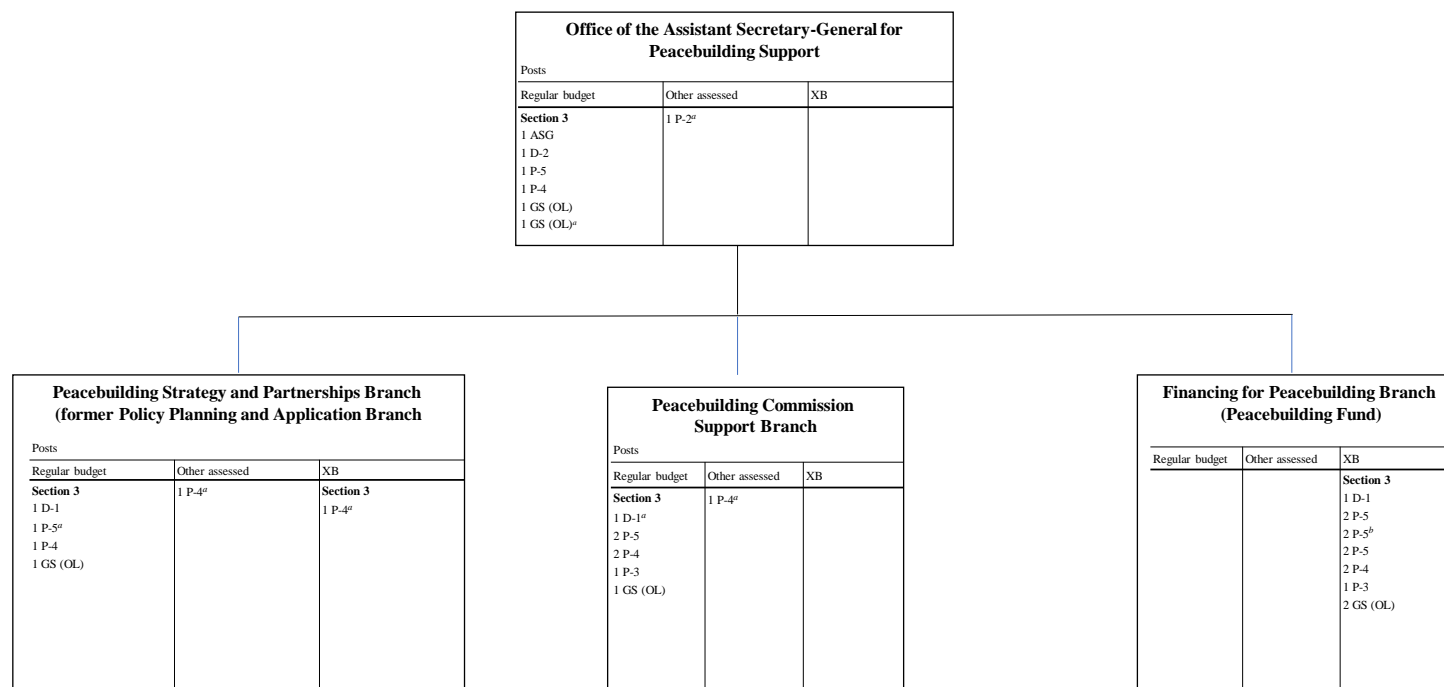 Office of the Assistant Secretary-General for
Peacebuilding Support
Posts
Regular budget Other assessed XB
Section 3 1 P-2a
1 ASG
1 D-2
1 P-5
1 P-4
1 GS (OL)
1 GS (OL)a
Peacebuilding Strategy and Partnerships Branch
(former Policy Planning and Application Branch
Posts
Regular budget Other assessed XB
Section 3 1 P-4a Section 3
1 D-1 1 P-4a
1 P-5a
1 P-4
1 GS (OL)
Peacebuilding Commission
Support Branch
Posts
Regular budget Other assessed XB
Section 3 1 P-4a
1 D-1a
2 P-5
2 P-4
1 P-3
1 GS (OL)
Financing for Peacebuilding Branch
(Peacebuilding Fund)
Regular budget Other assessed XB
Section 3
1 D-1
2 P-5
2 P-5b
2 P-5
2 P-4
1 P-3
2 GS (OL)